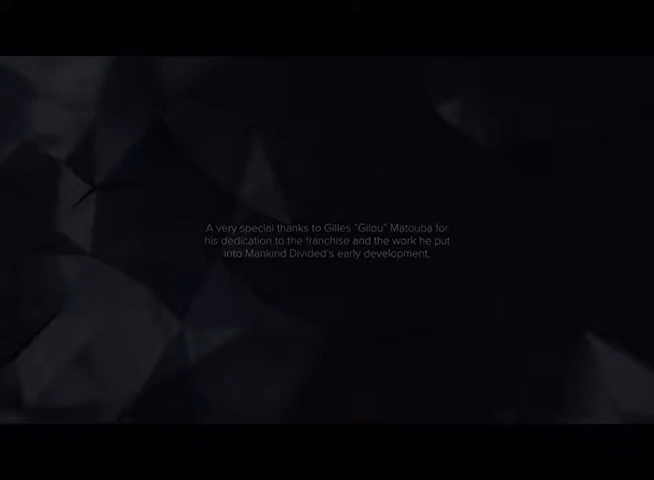 A very special thanks to Gilles "Gilou" Matouba for
his dedication to the franchise and the work he put
into Mankind Divided's early development.